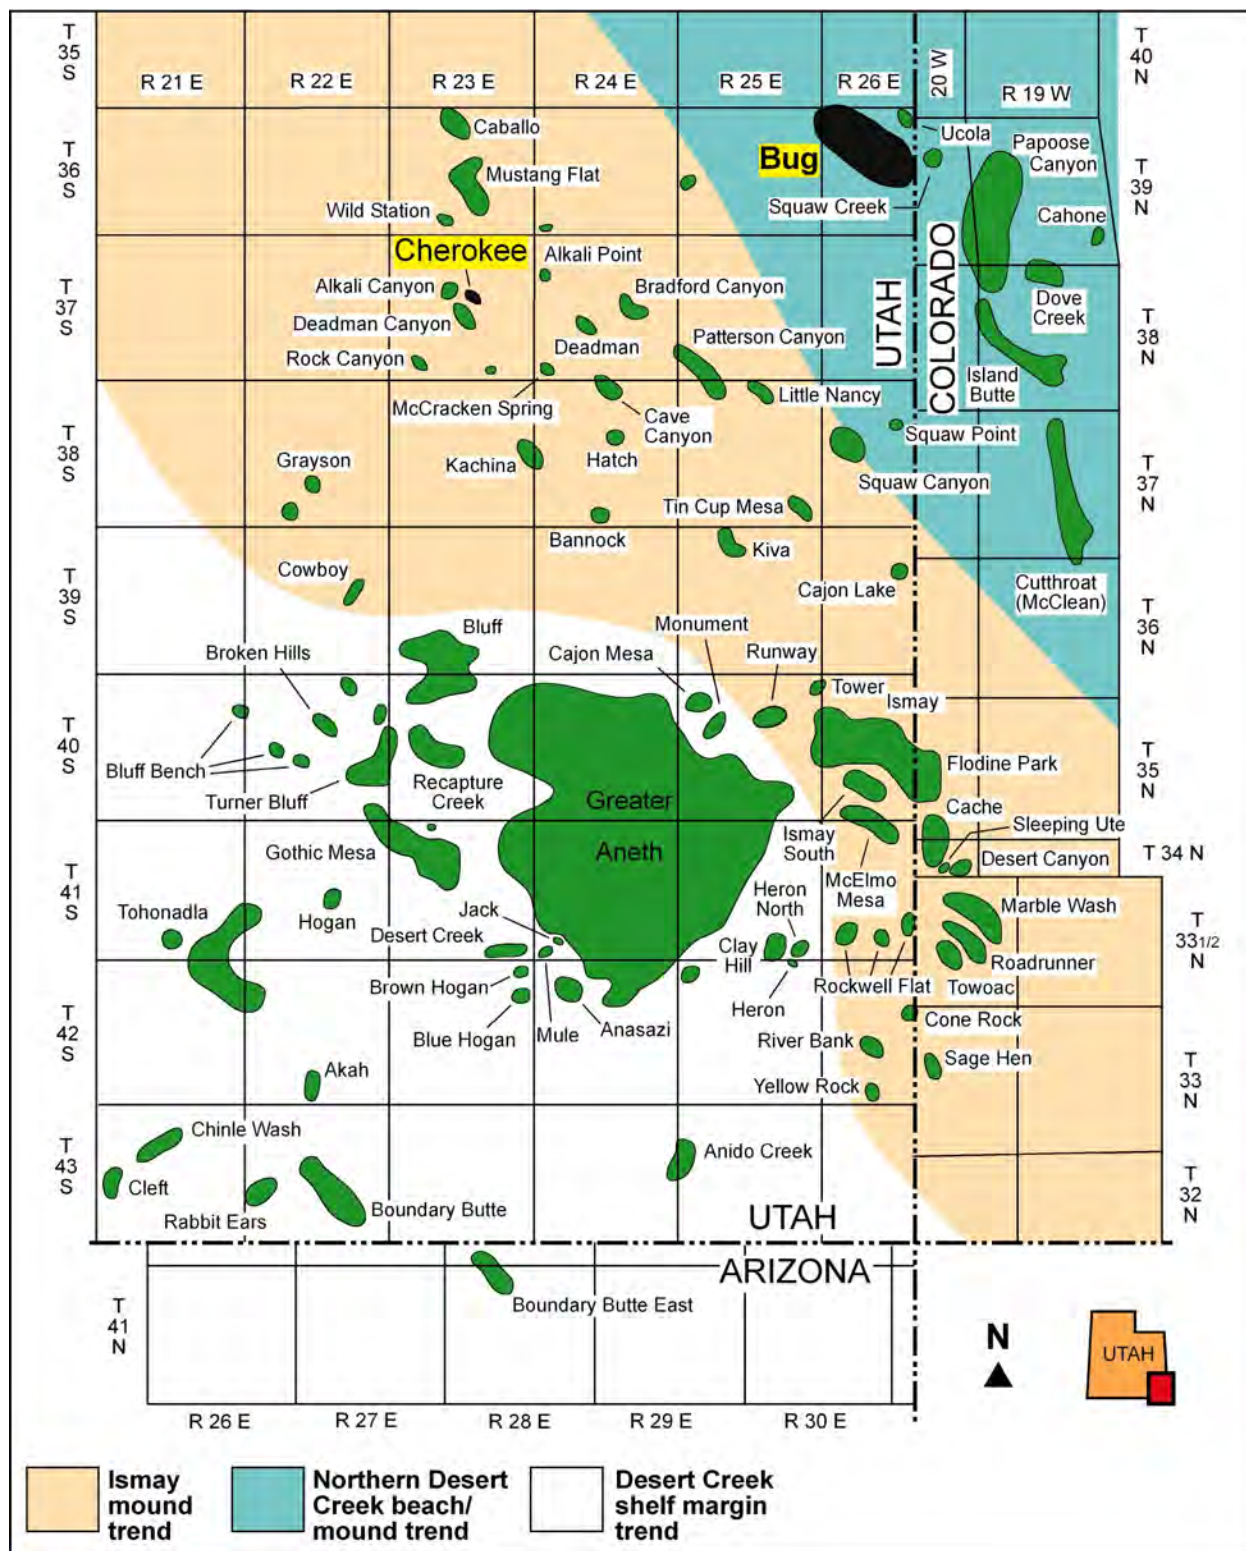 T
35
S
T
40
N
R 21 E
R 22 E
R 23 E
R 24 E
R 25 E
R 26 E
20 W
R 19 W
T
36
S
Caballo
Mustang Flat
Wild Station
Bug
Ucola
Squaw Creek
Papoose
Canyon
Cahone
T
39
N
Cherokee
Alkali Point
T
37
S
Alkali Canyon
Deadman Canyon
Rock Canyon
Bradford Canyon
Deadman
Patterson Canyon
UTAH
COLORADO
Dove
Creek
Island
Butte
T
38
N
McCracken Spring
Cave
Canyon
Little Nancy
T
38
S
Grayson
Kachina
Hatch
Squaw Point
Squaw Canyon
T
37
N
Tin Cup Mesa
Bannock
Kiva
T
39
S
Cowboy
Cajon Lake
Cutthroat
(McClean)
T
36
N
Bluff
Monument
Broken Hills
Cajon Mesa
Runway
Tower
Ismay
T
40
S
Bluff Bench
Turner Bluff
Recapture
Creek
Flodine Park
T
35
N
Greater
Aneth
Cache
Sleeping Ute
Gothic Mesa
Ismay
South
Desert Canyon
T 34 N
T
41
S
McElmo
Mesa
Tohonadla
Hogan
Jack
Heron
North
Marble Wash
Desert Creek
Clay
Hill
T
33 1/2
N
Roadrunner
Brown Hogan
Rockwell Flat
Towoac
Blue Hogan
Mule
Anasazi
Heron
Cone Rock
T
42
S
River Bank
Sage Hen
T
33
N
Akah
Yellow Rock
Chinle Wash
Anido Creek
T
43
S
Cleft
Rabbit Ears
Boundary Butte
T
32
N
UTAH
ARIZONA
Boundary Butte East
T
41
N
N
UTAH
R 26 E
R 27 E
R 28 E
R 29 E
R 30 E
Ismay
mound
trend
Northern Desert
Creek beach/
mound trend
Desert Creek
shelf margin
trend